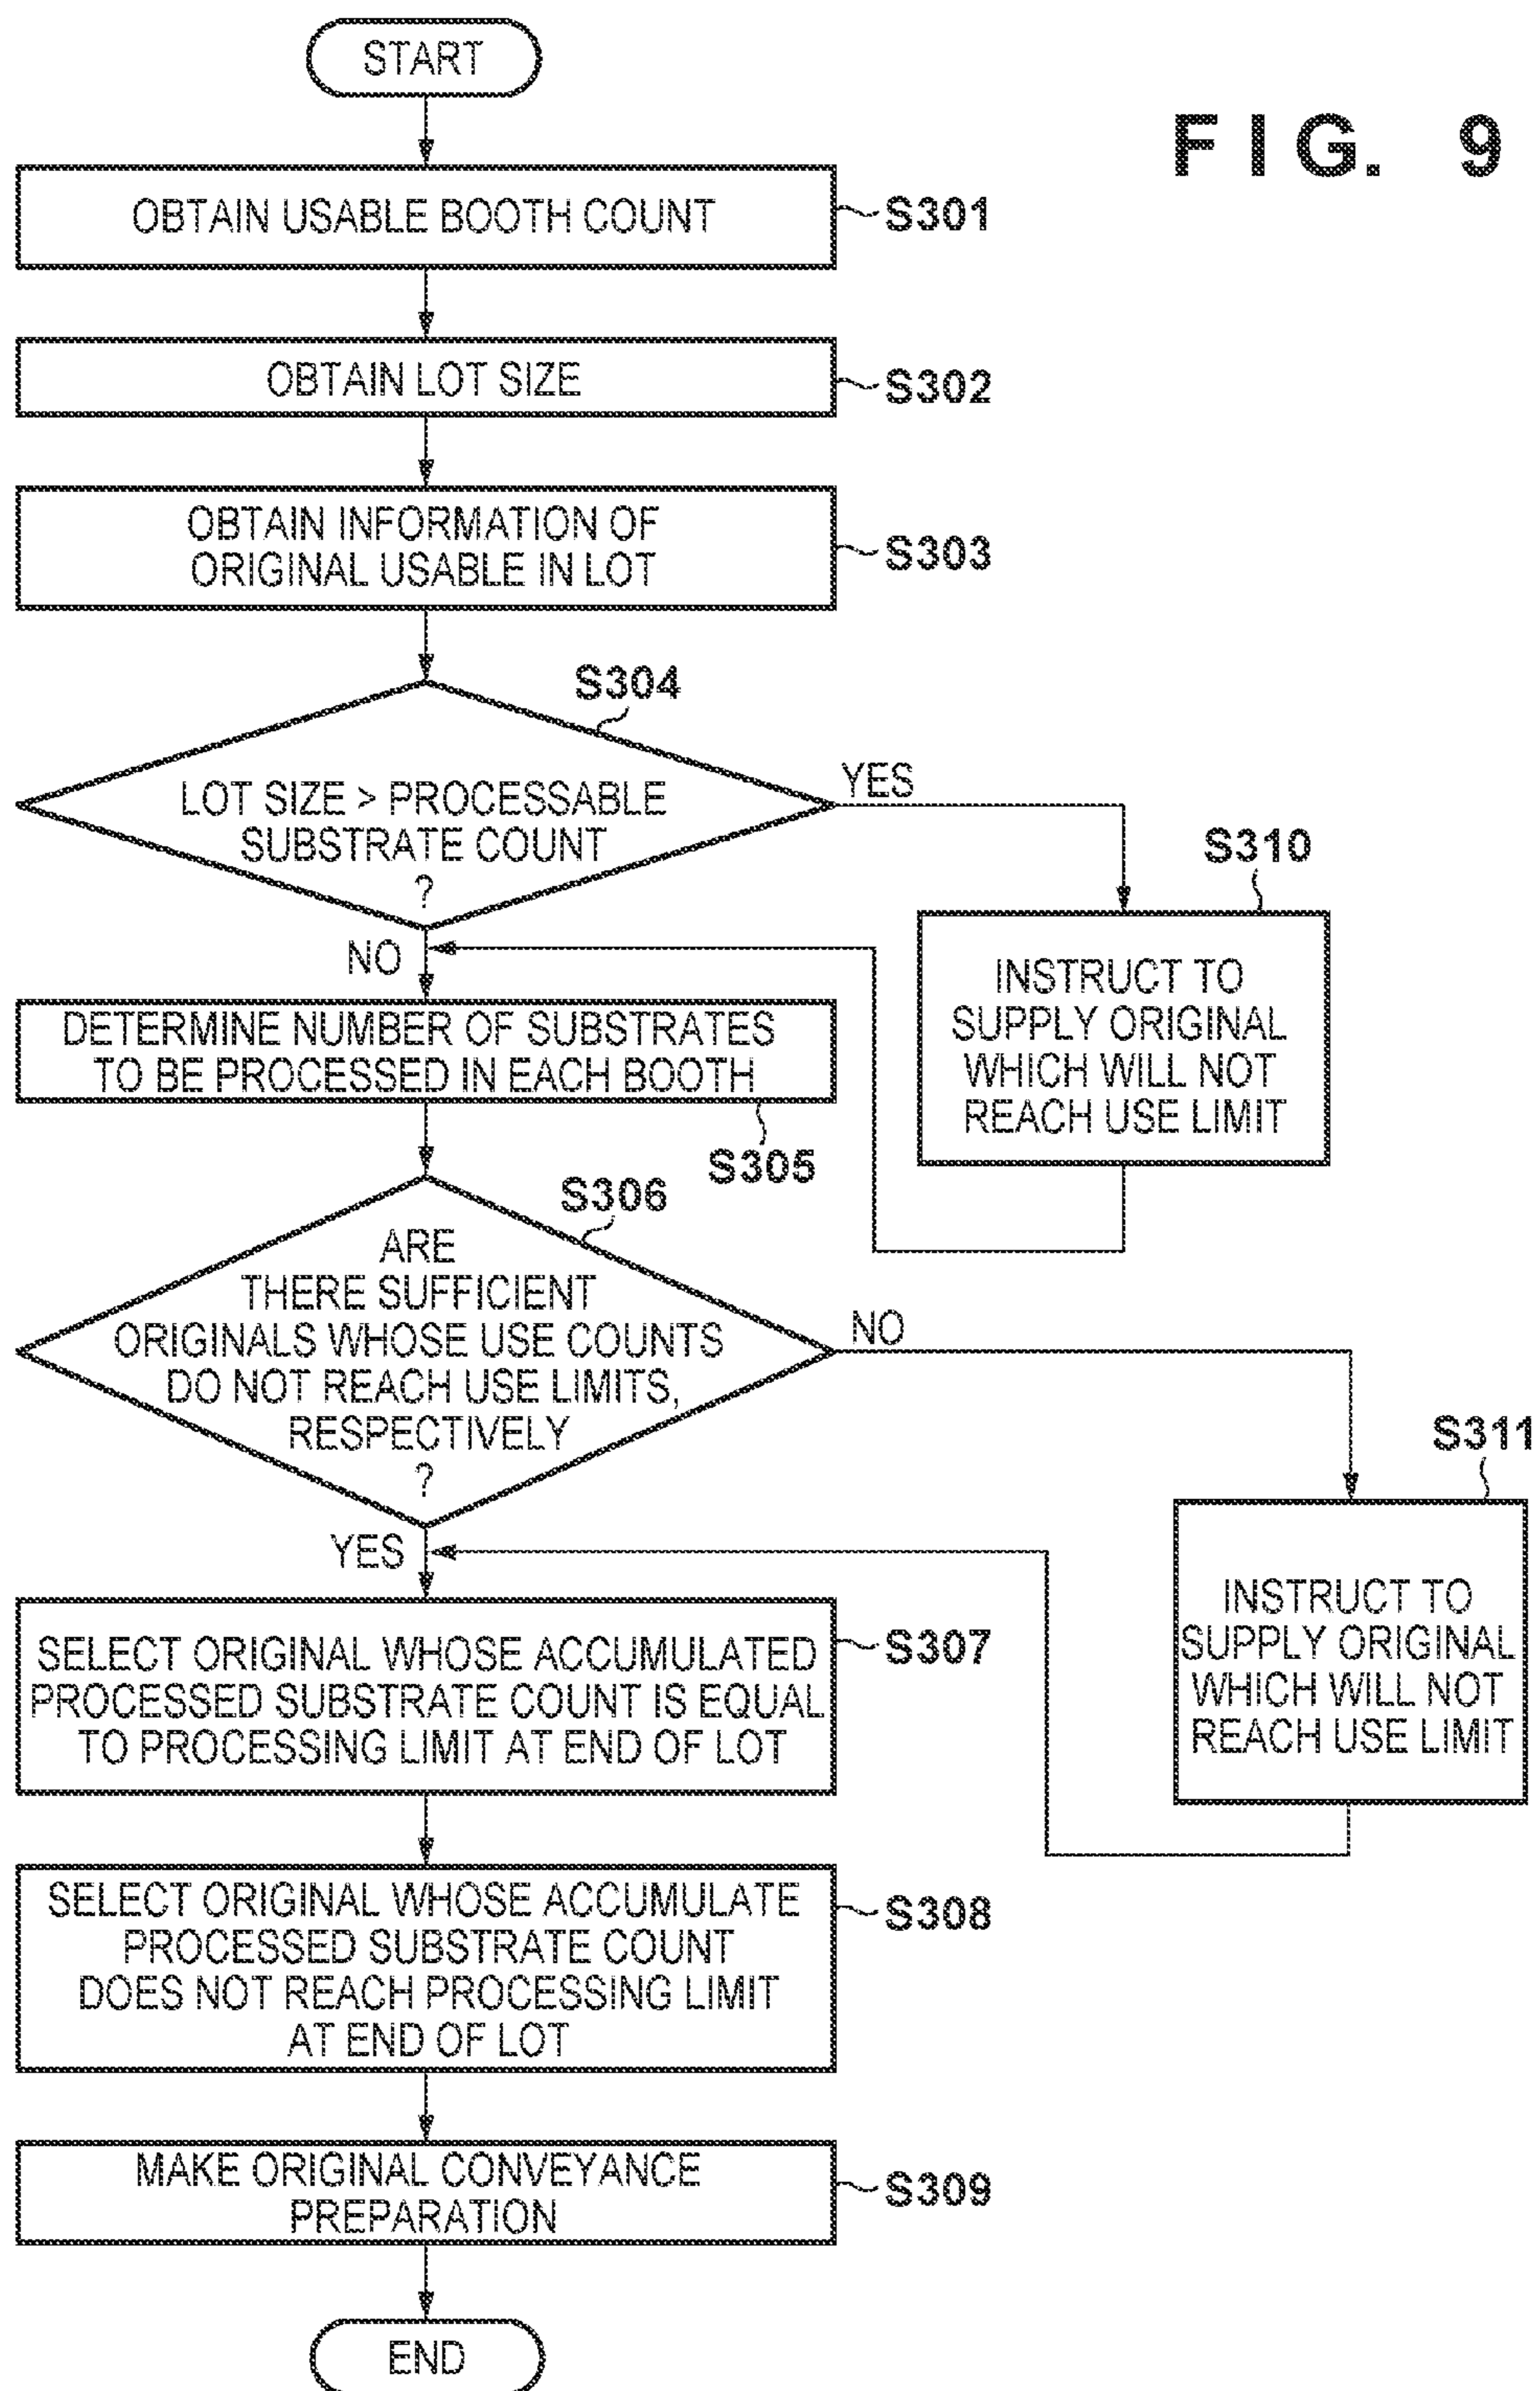 START
FIG. 9
OBTAIN USABLE BOOTH COUNT
S301
OBTAIN LOT SIZE
S302
OBTAIN INFORMATION OF
ORIGINAL USABLE IN LOT
S303
S304
LOT SIZE > PROCESSABLE
SUBSTRATE COUNT
?
YES
NO
S310
INSTRUCT TO
SUPPLY ORIGINAL
WHICH WILL NOT
REACH USE LIMIT
DETERMINE NUMBER OF SUBSTRATES
TO BE PROCESSED IN EACH BOOTH
S305
S306
ARE
THERE SUFFICIENT
ORIGINALS WHOSE USE COUNTS
DO NOT REACH USE LIMITS,
RESPECTIVELY
?
NO
YES
S311
INSTRUCT TO
SUPPLY ORIGINAL
WHICH WILL NOT
REACH USE LIMIT
SELECT ORIGINAL WHOSE ACCUMULATED
PROCESSED SUBSTRATE COUNT IS EQUAL
TO PROCESSING LIMIT AT END OF LOT
S307
SELECT ORIGINAL WHOSE ACCUMULATE
PROCESSED SUBSTRATE COUNT
DOES NOT REACH PROCESSING LIMIT
AT END OF LOT
S308
MAKE ORIGINAL CONVEYANCE
PREPARATION
S309
END